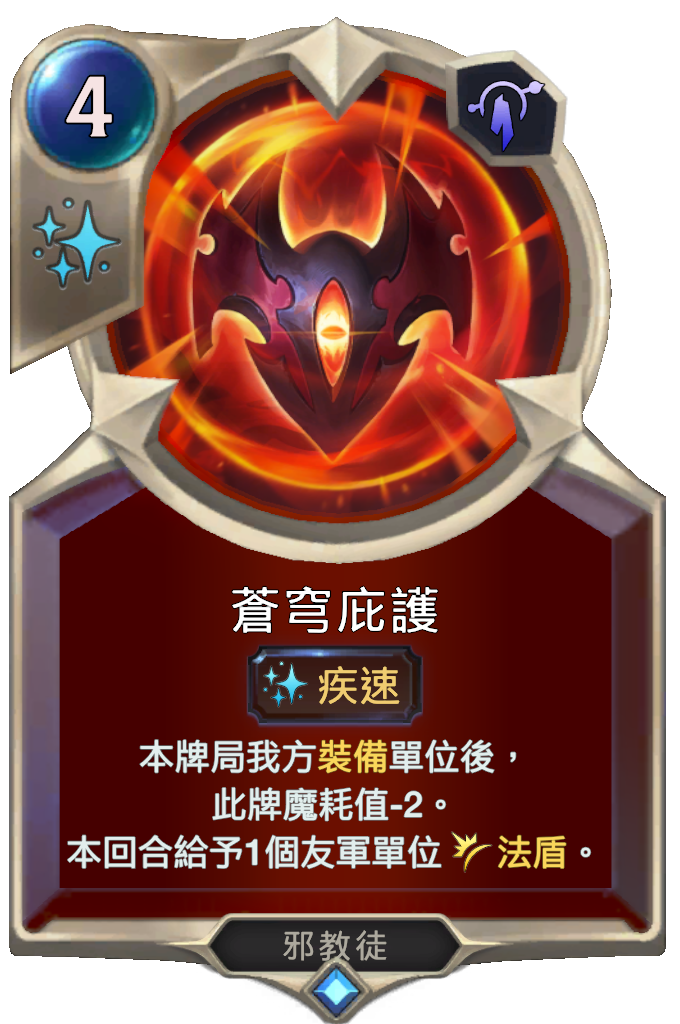 4
蒼穹庇護
疾速
本牌局我方裝備單位後，
此牌魔耗值-2。
本回合給予1個友軍單位法盾。
邪教徒